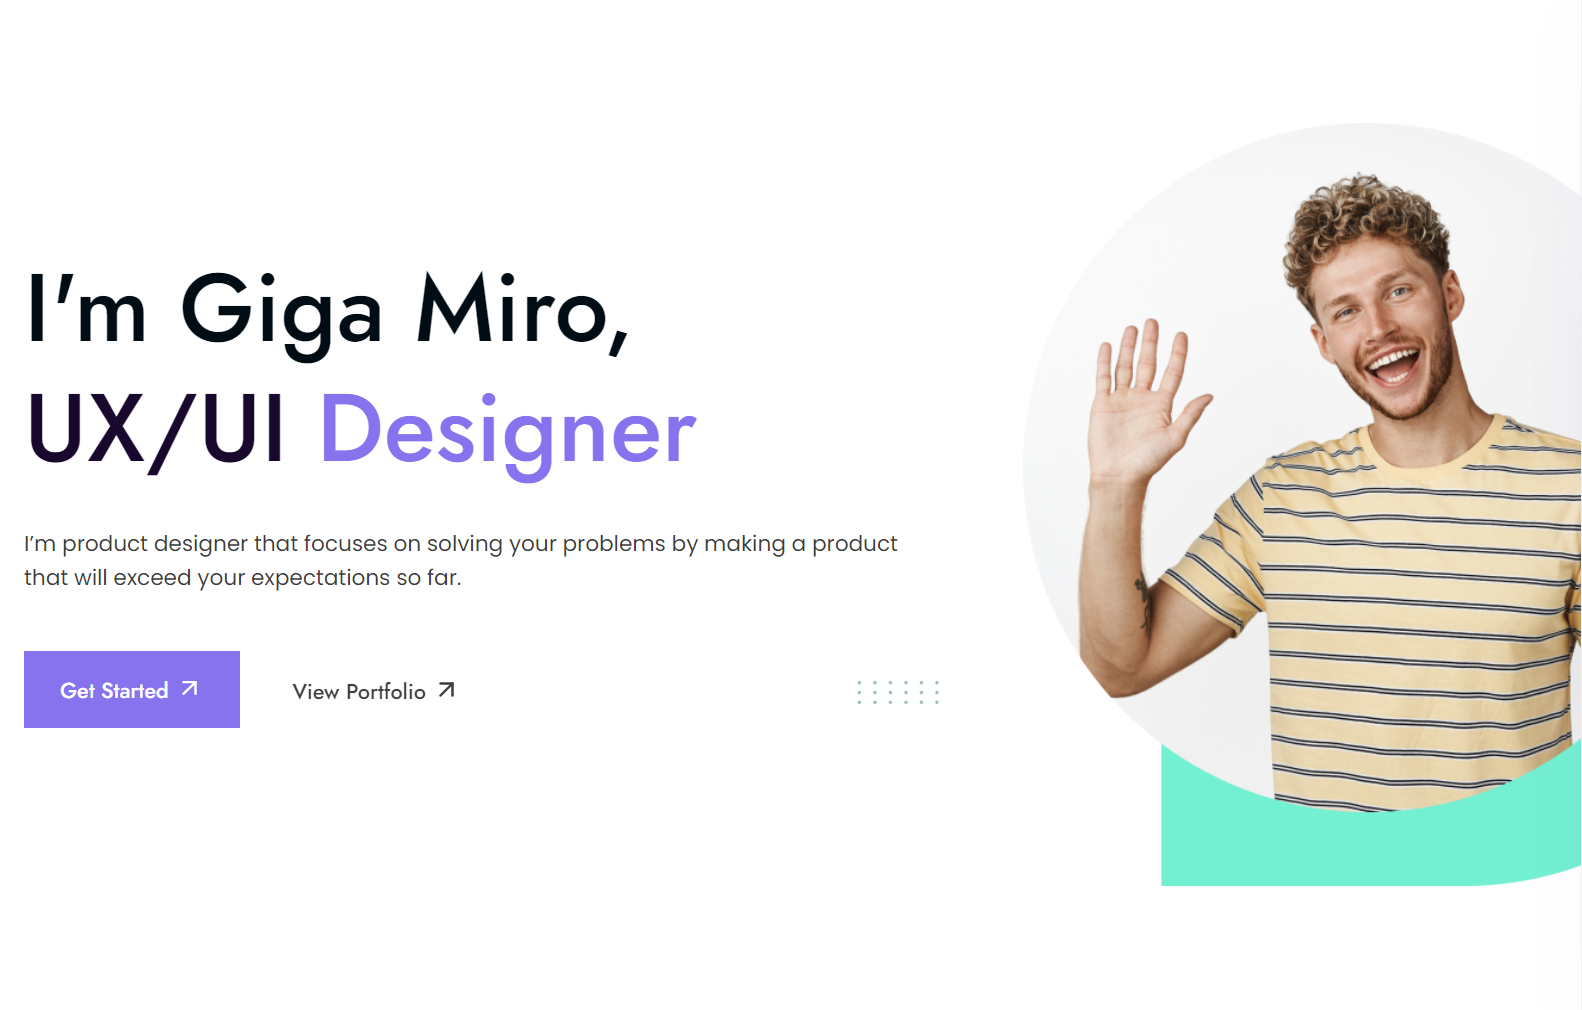 I'm Giga Miro,
UX/UI Designer
I’m product designer that focuses on solving your problems by making a product
that will exceed your expectations so far.
Get Started
View Portfolio